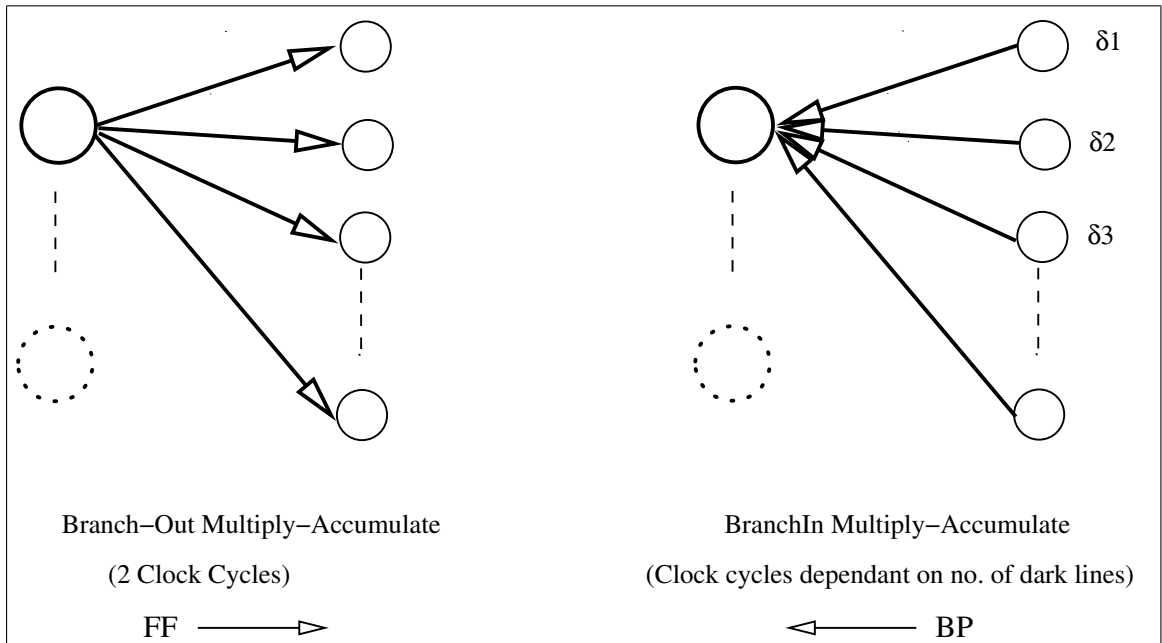 δ1
δ2
δ3
Branch−Out Multiply−Accumulate
(2 Clock Cycles)
FF
BranchIn Multiply−Accumulate
(Clock cycles dependant on no. of dark lines)
BP